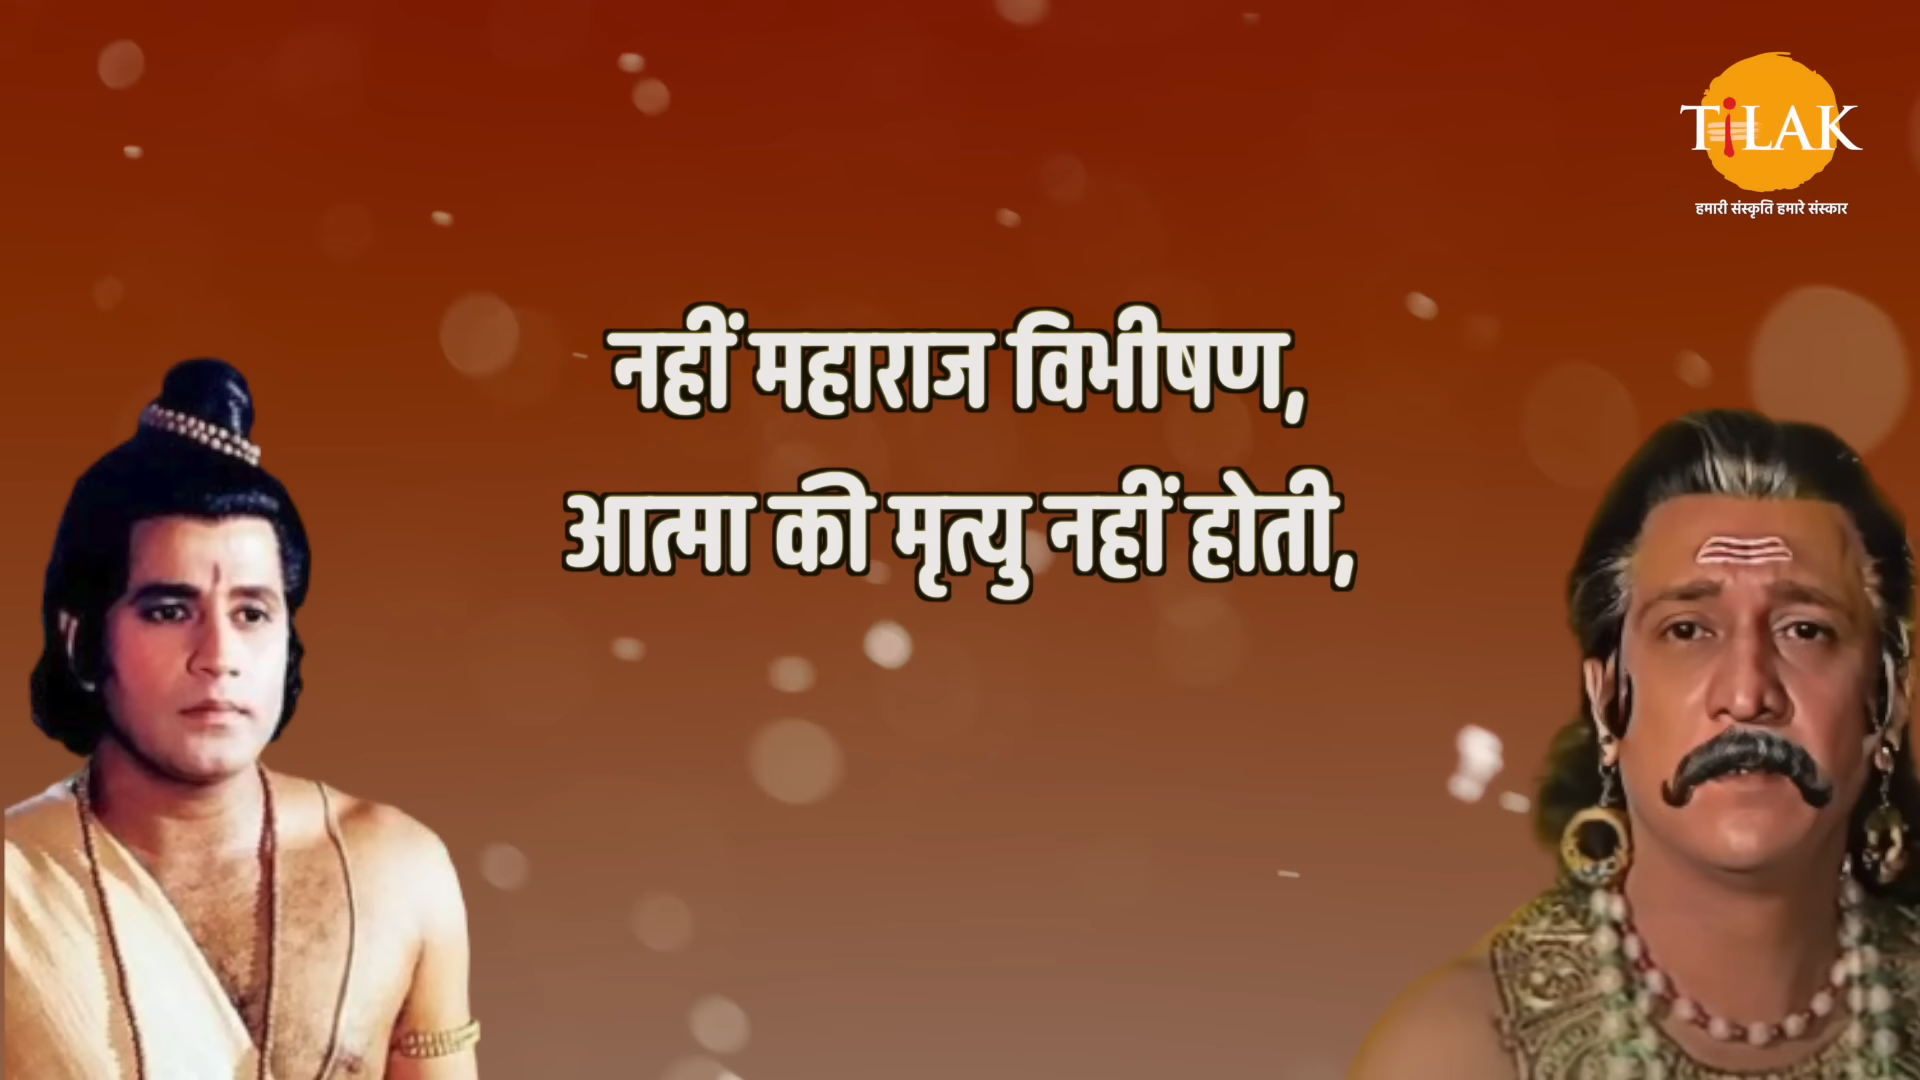 TiLAK
हमारी संस्कृति हमारे संस्कार
नहीं महाराज विभीषण,
आत्मा की मृत्यु नहीं होती,